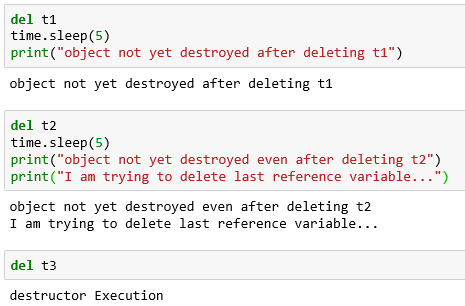 del t1
time.sleep(5)
print("object not yet destroyed after deleting t1")
object not yet destroyed after deleting t1
del t2
time.sleep(5)
print("object not yet destroyed even after deleting t2")
print("I am trying to delete last reference variable...")
object not yet destroyed even after deleting t2
I am trying to delete last reference variable...
del t3
destructor Execution